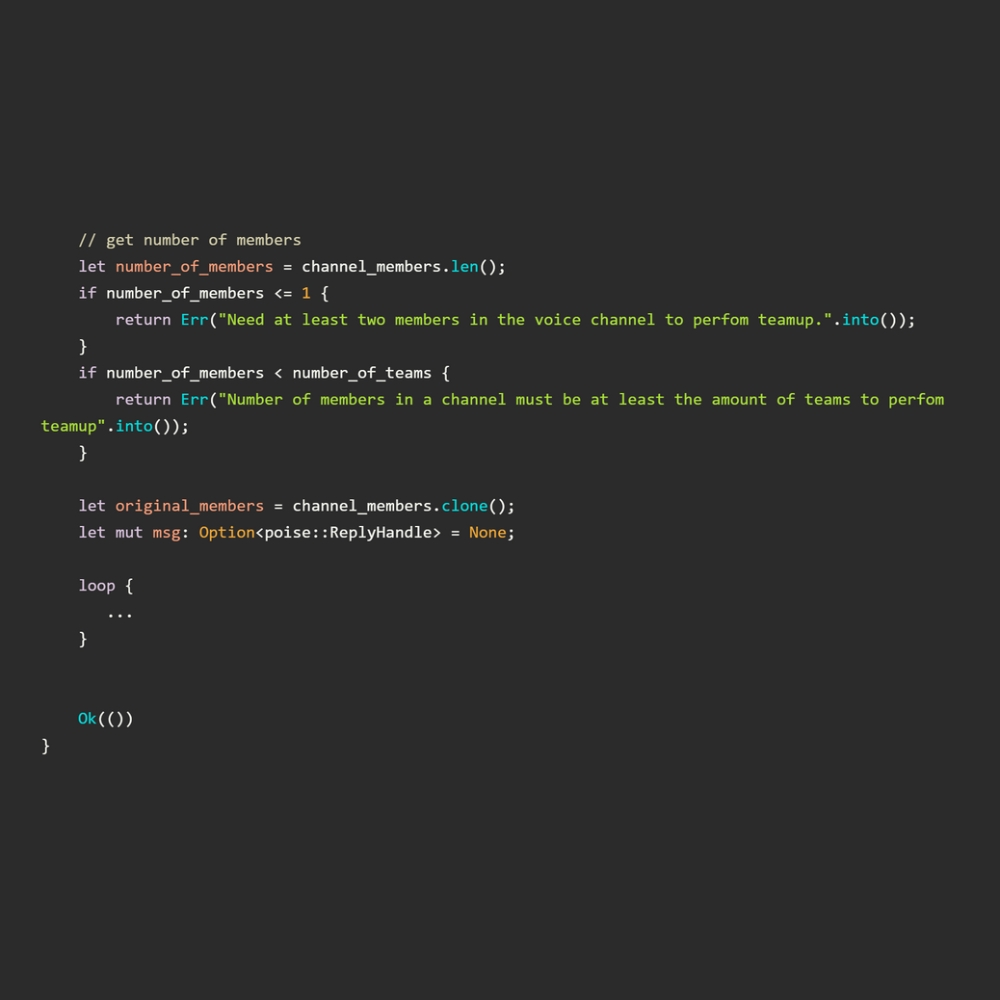 // get number of members
let number_of_members = channel_members.len();
if number_of_members <= 1 {
return Err("Need at least two members in the voice channel to perfom teamup.".into());
}
if number_of_members < number_of_teams {
return Err("Number of members in a channel must be at least the amount of teams to perfom
teamup".into());
}
let original_members = channel_members.clone();
let mut msg: Option<poise::ReplyHandle> = None;
loop {
...
}
Ok(())
}